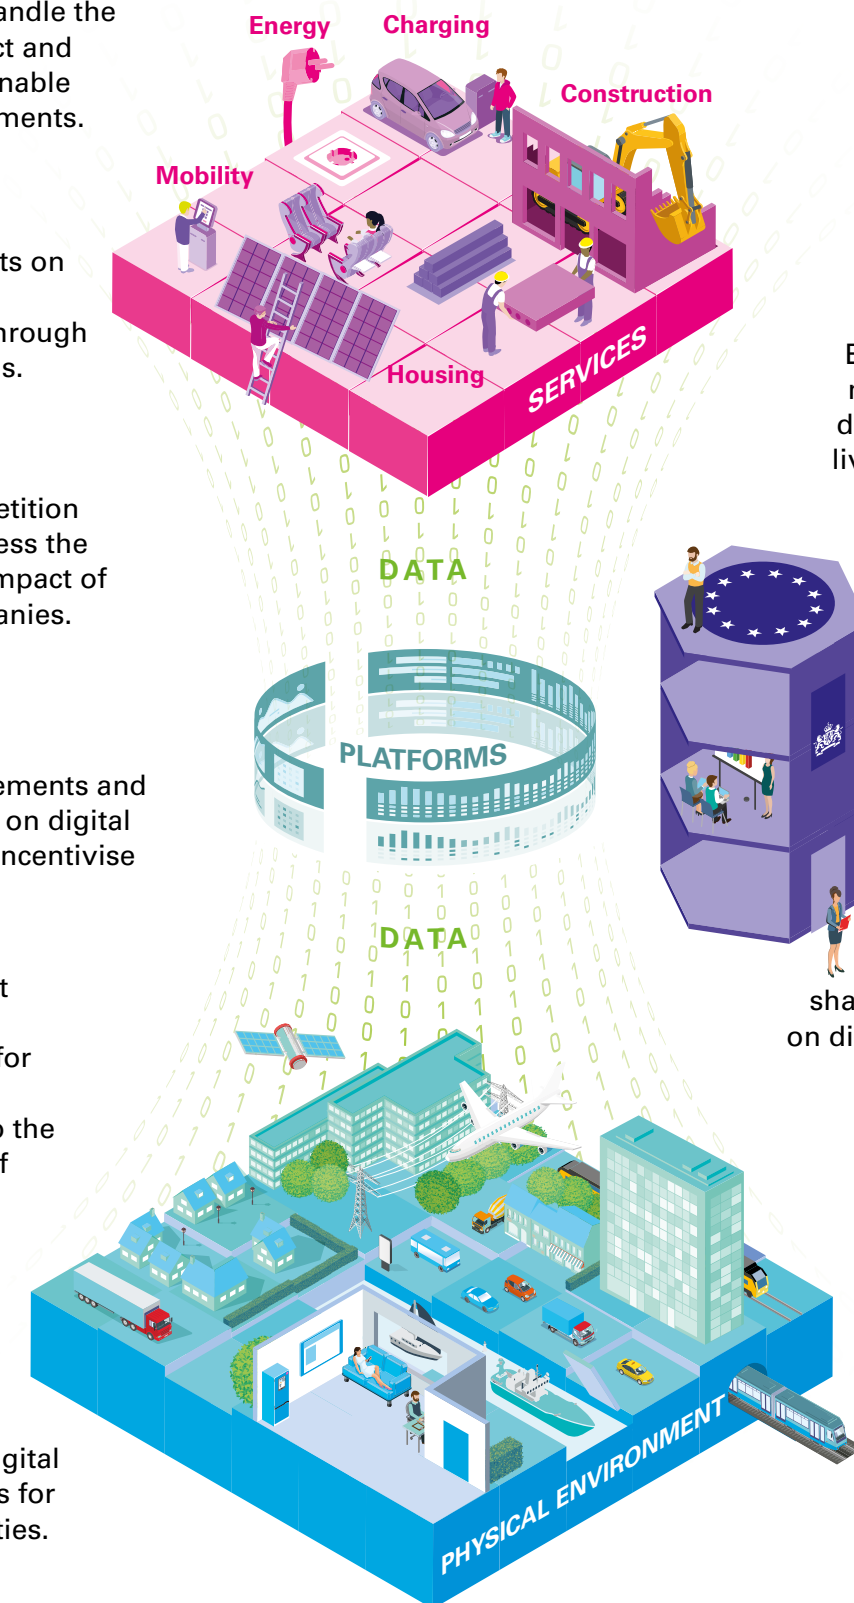 andle the
ct and
nable
ments.
ts on
hrough
s.
etition
ess the
mpact of
anies.
ements and
on digital
incentivise
t
for
o the
f
gital
s for
ties.
Energy
Charging
Construction
Mobility
Housing
SERVICES
DATA
PLATFORMS
DATA
PHYSICAL ENVIRONMENT
E
r
d
liv
sha
on di